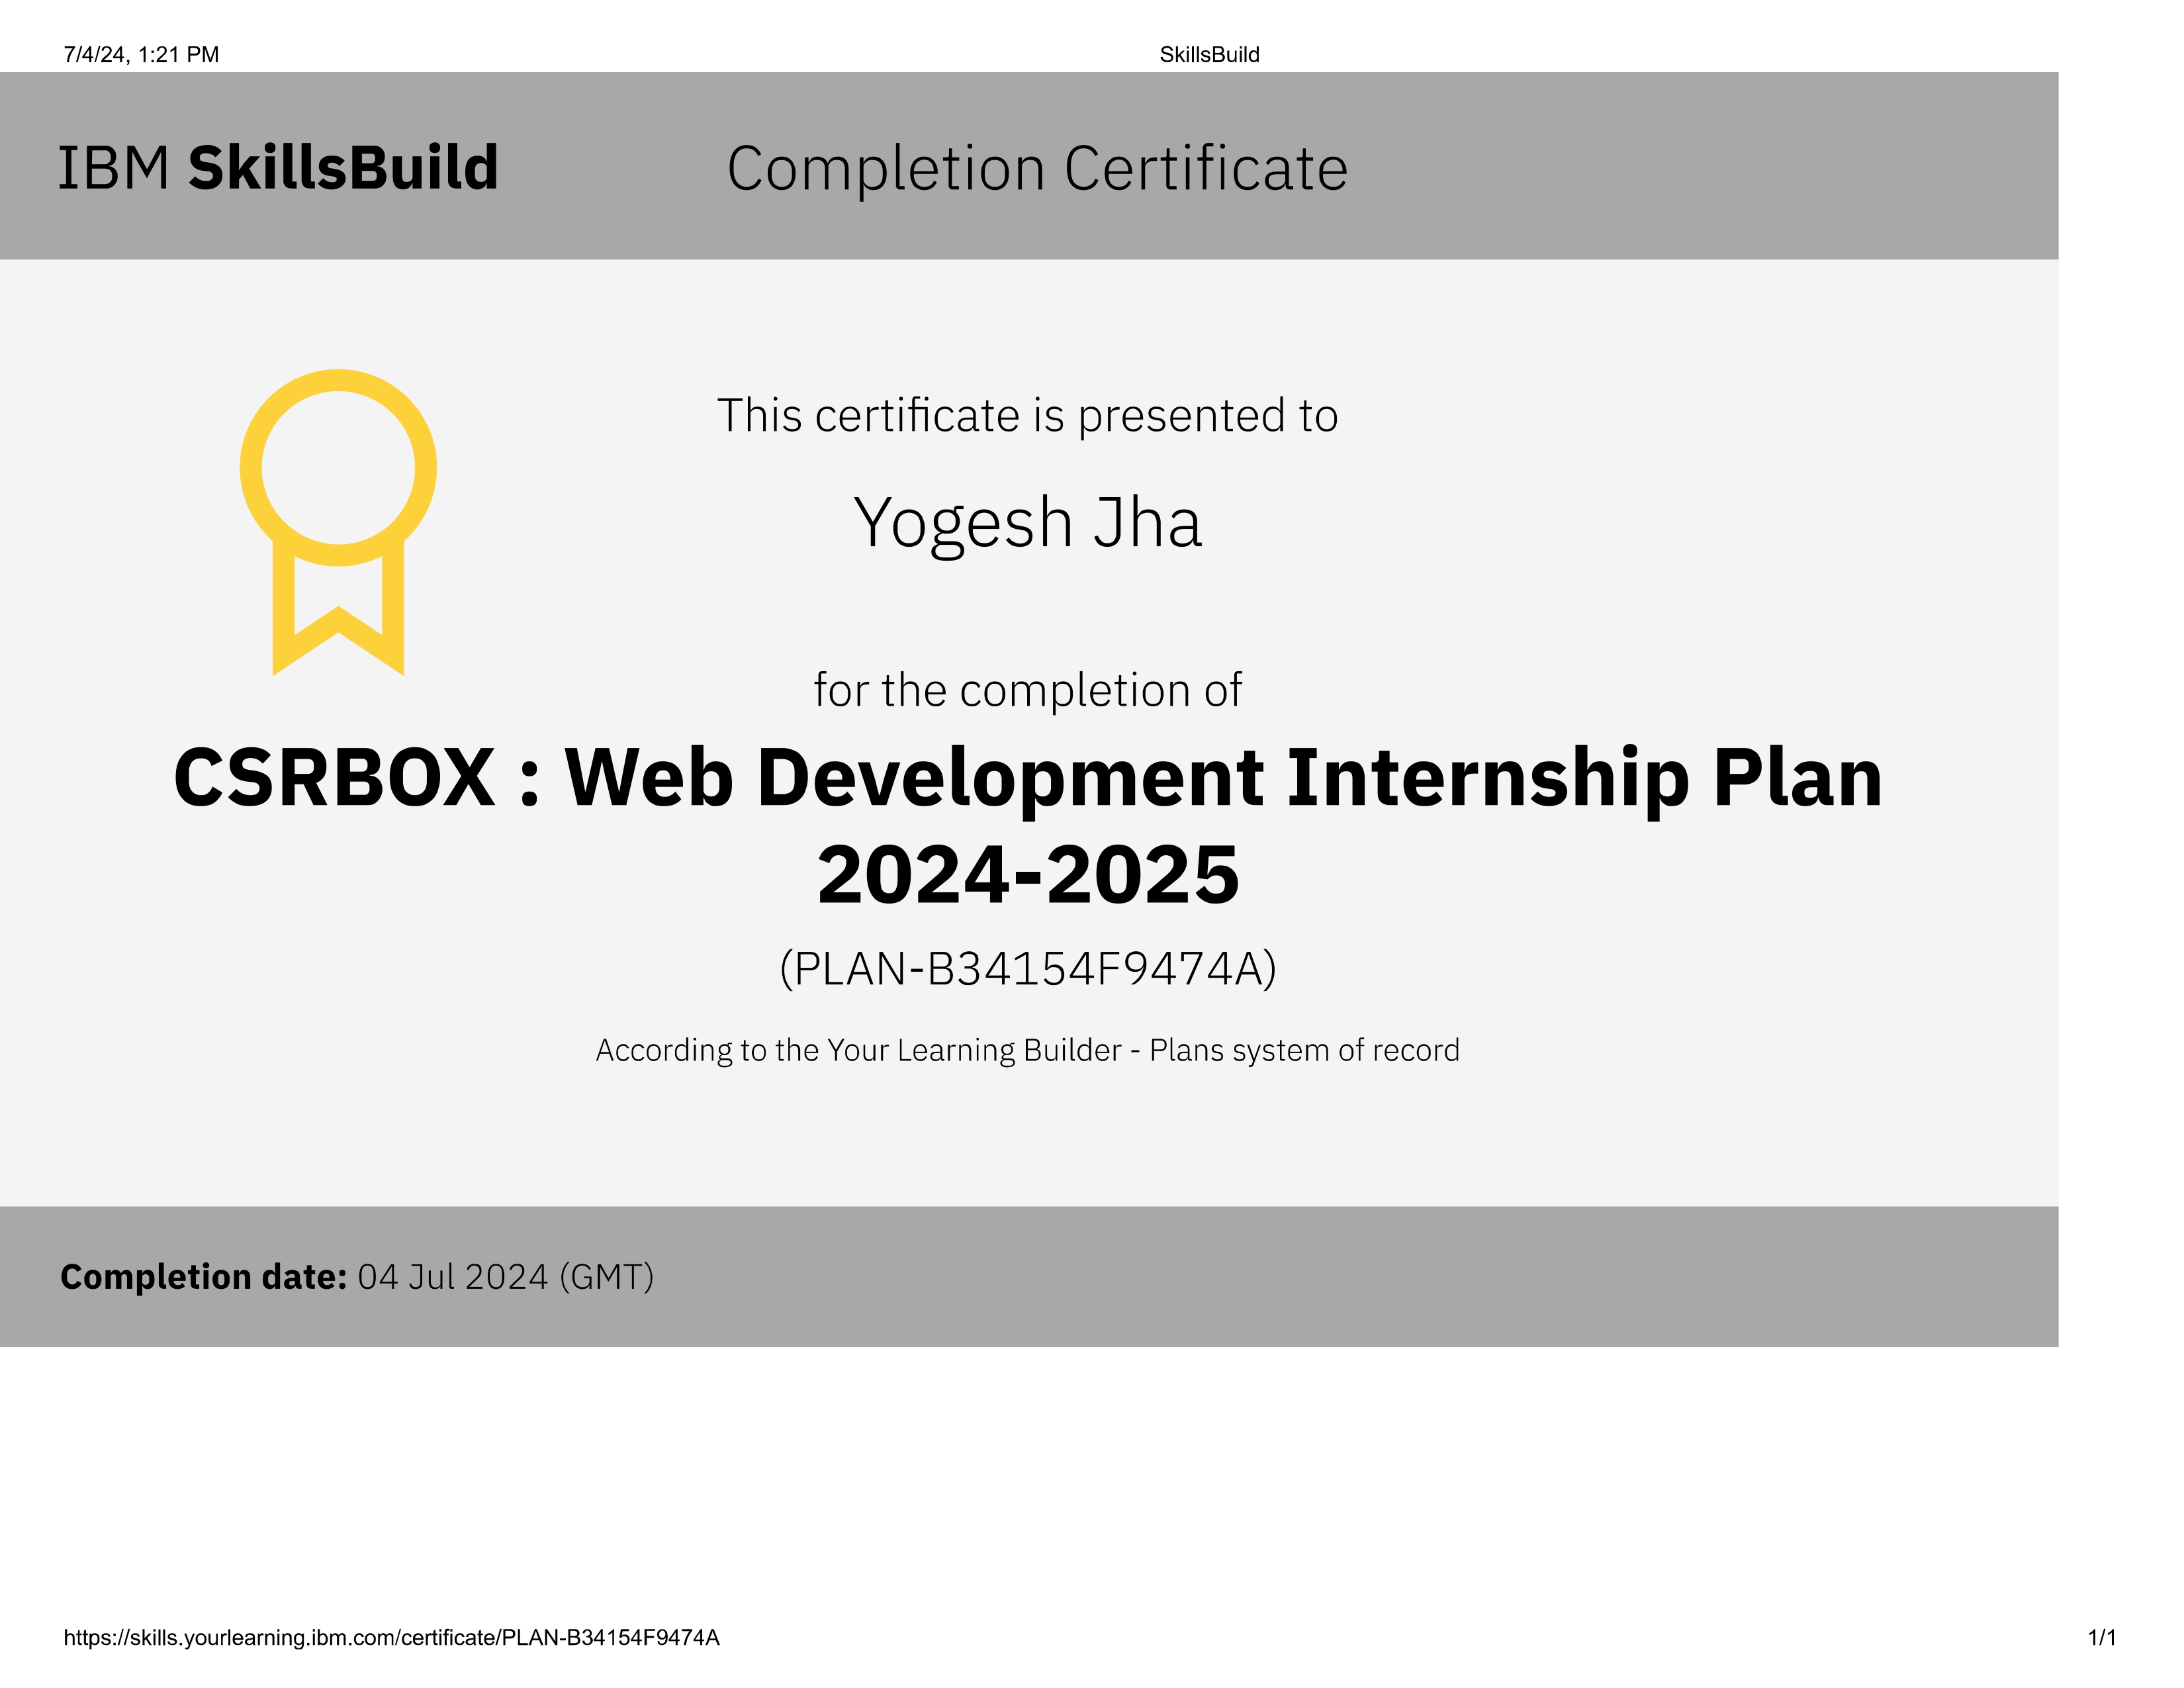 7/4/24, 1:21 PM SkillsBuild
IBM SkillsBuild Completion Certificate
This certificate is presented to
Yogesh Jha
for the completion of
CSRBOX : Web Development Internship Plan
2024-2025
(PLAN-B34154F9474A)
According to the Your Learning Builder - Plans system of record
Completion date: 04 Jul 2024 (GMT)
https://skills.yourlearning.ibm.com/certificate/PLAN-B34154F9474A 1/1